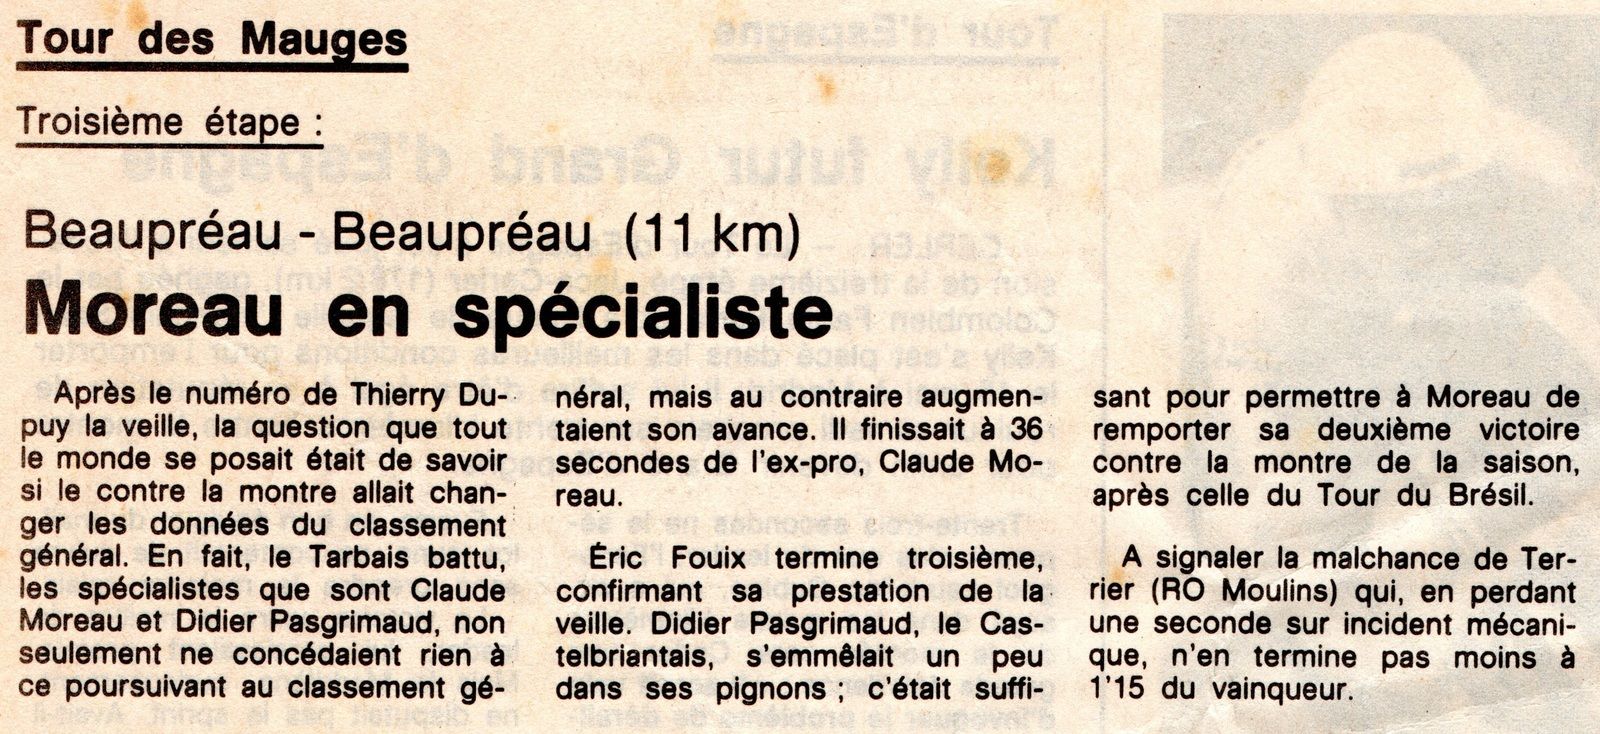 Tour des Mauges
Troisième étape :
Beaupréau - Beaupréau (11 km)
Moreau en spécialiste
Après le numéro de Thierry Du-
puy la veille, la question que tout
le monde se posait était de savoir
si le contre la montre allait chan-
ger les données du classement
général. En fait, le Tarbais battu,
les spécialistes que sont Claude
Moreau et Didier Pasgrimaud, non
seulement ne concédaient rien à
ce poursuivant au classement gé-
néral, mais au contraire augmen-
taient son avance. Il finissait à 36
secondes de l'ex-pro, Claude Mo-
reau.
Éric Fouix termine troisième,
confirmant sa prestation de la
veille. Didier Pasgrimaud, le Cas-
telbriantais, s'emmêlait un peu
dans ses pignons ; c'était suffi-
sant pour permettre à Moreau de
remporter sa deuxième victoire
contre la montre de la saison,
après celle du Tour du Brésil.
A signaler la malchance de Ter-
rier (RO Moulins) qui, en perdant
une seconde sur incident mécani-
que, n'en termine pas moins à
1'15 du vainqueur.